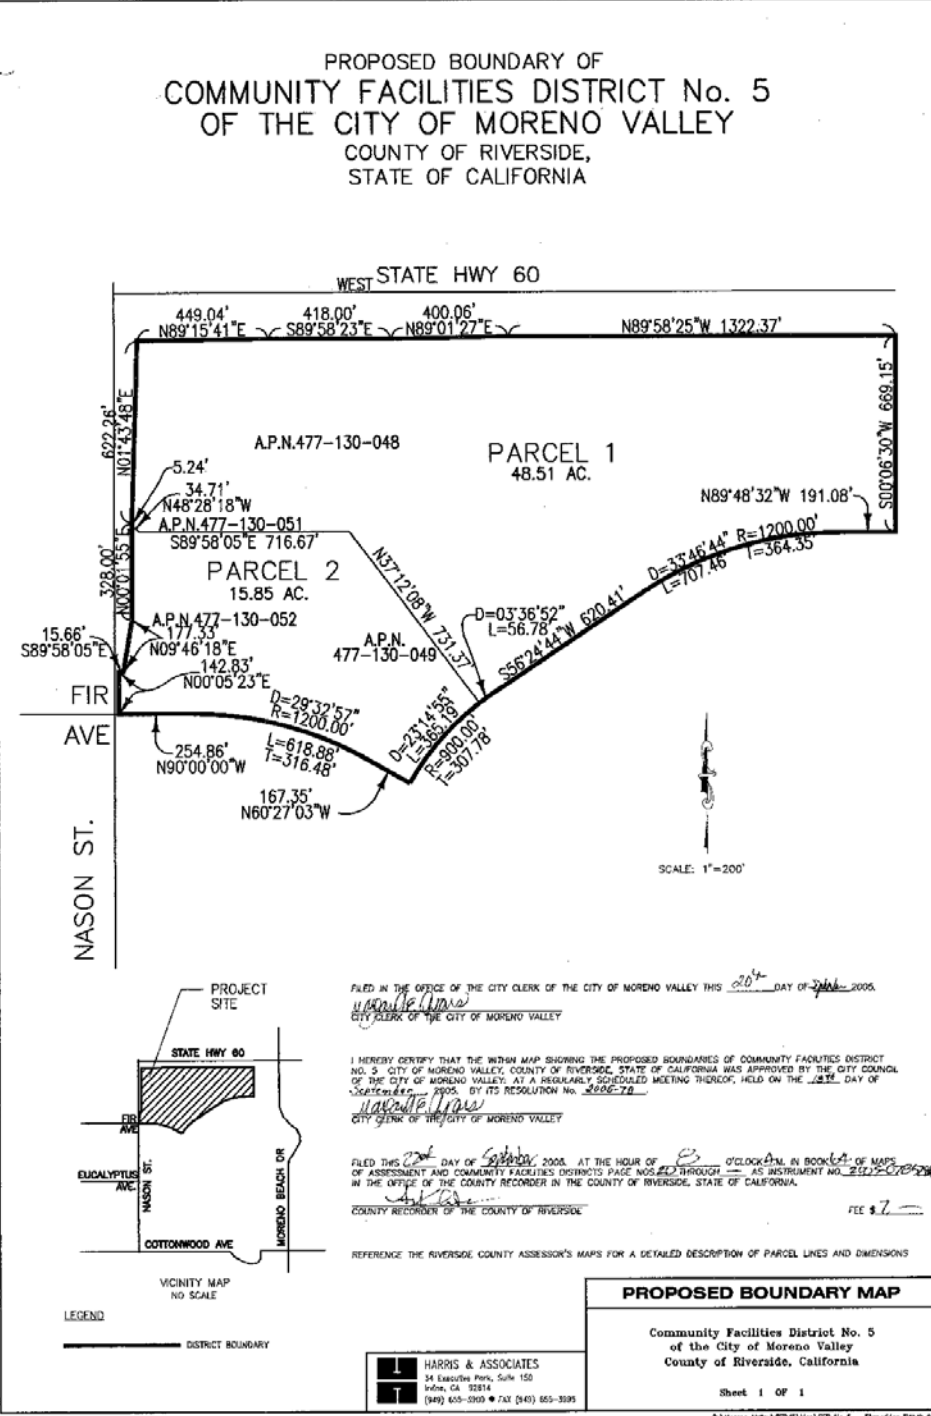 PROPOSED BOUNDARY OF
COMMUNITY FACILITIES DISTRICT No. 5
OF THE CITY OF MORENO VALLEY
COUNTY OF RIVERSIDE,
STATE OF CALIFORNIA
WEST STATE HWY 60
449.04'
N89°15'41"E
418.00'
S89°58'23"E
400.06'
N89°01'27"E
N89°58'25"W 1322.37'
622.26'
N01°43'48"E
S00°06'30"W 669.15'
A.P.N.477-130-048
PARCEL 1
48.51 AC.
5.24'
34.71'
N48°28'18"W
N89°48'32"W 191.08'
A.P.N.477-130-051
S89°58'05"E 716.67'
328.00'
N00°01'55"E
PARCEL 2
15.85 AC.
N37°12'08"W 731.37'
D=33°46'44" R=1200.00'
L=707.46' T=364.35'
A.P.N.477-130-052
177.33'
N09°46'18"E
15.66'
S89°58'05"E
A.P.N.
477-130-049
D=03°36'52"
L=56.78'
S56°24'44"W 620.41'
142.83'
N00°05'23"E
FIR
AVE
D=29°32'57"
R=1200.00'
L=618.88'
T=316.48'
D=23°14'55"
L=365.19'
R=900.00'
T=307.78'
254.86'
N90°00'00"W
167.35'
N60°27'03"W
NASON ST.
SCALE: 1"=200'
PROJECT
SITE
STATE HWY 60
FIR
AVE
EUCALYPTUS
AVE.
NASON ST.
MORENO BEACH DR
COTTONWOOD AVE
VICINITY MAP
NO SCALE
LEGEND
DISTRICT BOUNDARY
FILED IN THE OFFICE OF THE CITY CLERK OF THE CITY OF MORENO VALLEY THIS 20th DAY OF 2005.
CITY CLERK OF THE CITY OF MORENO VALLEY
I HEREBY CERTIFY THAT THE WITHIN MAP SHOWING THE PROPOSED BOUNDARIES OF COMMUNITY FACILITIES DISTRICT
NO. 5 CITY OF MORENO VALLEY, COUNTY OF RIVERSIDE, STATE OF CALIFORNIA WAS APPROVED BY THE CITY COUNCIL
OF THE CITY OF MORENO VALLEY, AT A REGULARLY SCHEDULED MEETING THEREOF, HELD ON THE DAY OF
September, 2005, BY ITS RESOLUTION No.
CITY CLERK OF THE CITY OF MORENO VALLEY
FILED THIS 22nd DAY OF September, 2005, AT THE HOUR OF 8 O'CLOCK A.M. IN BOOK 64 OF MAPS
OF ASSESSMENT AND COMMUNITY FACILITIES DISTRICTS PAGE NOS. 20 THROUGH — AS INSTRUMENT NO.
IN THE OFFICE OF THE COUNTY RECORDER IN THE COUNTY OF RIVERSIDE, STATE OF CALIFORNIA.
COUNTY RECORDER OF THE COUNTY OF RIVERSIDE
FEE $ 7 —
REFERENCE THE RIVERSIDE COUNTY ASSESSOR'S MAPS FOR A DETAILED DESCRIPTION OF PARCEL LINES AND DIMENSIONS
HARRIS & ASSOCIATES
34 Executive Park, Suite 150
Irvine, CA 92614
PROPOSED BOUNDARY MAP
Community Facilities District No. 5
of the City of Moreno Valley
County of Riverside, California
Sheet 1 OF 1